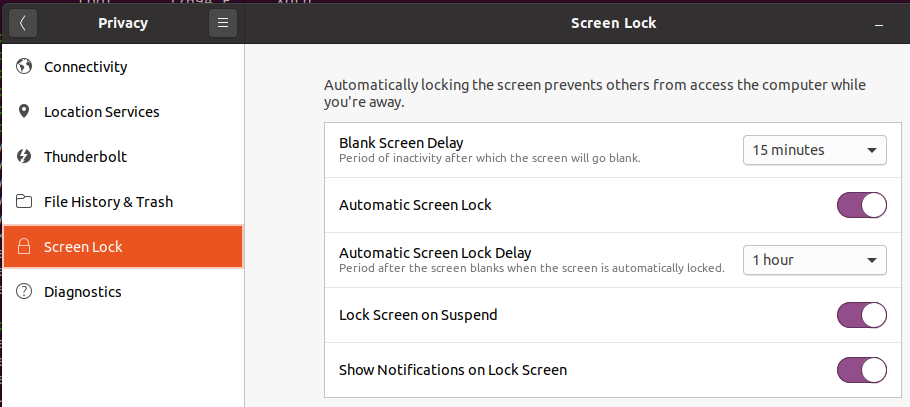 Privacy
Screen Lock
Connectivity
Location Services
Thunderbolt
File History & Trash
Screen Lock
Diagnostics
Automatically locking the screen prevents others from access the computer while
you're away.
Blank Screen Delay
Period of inactivity after which the screen will go blank.
15 minutes
Automatic Screen Lock
Automatic Screen Lock Delay
Period after the screen blanks when the screen is automatically locked.
1 hour
Lock Screen on Suspend
Show Notifications on Lock Screen